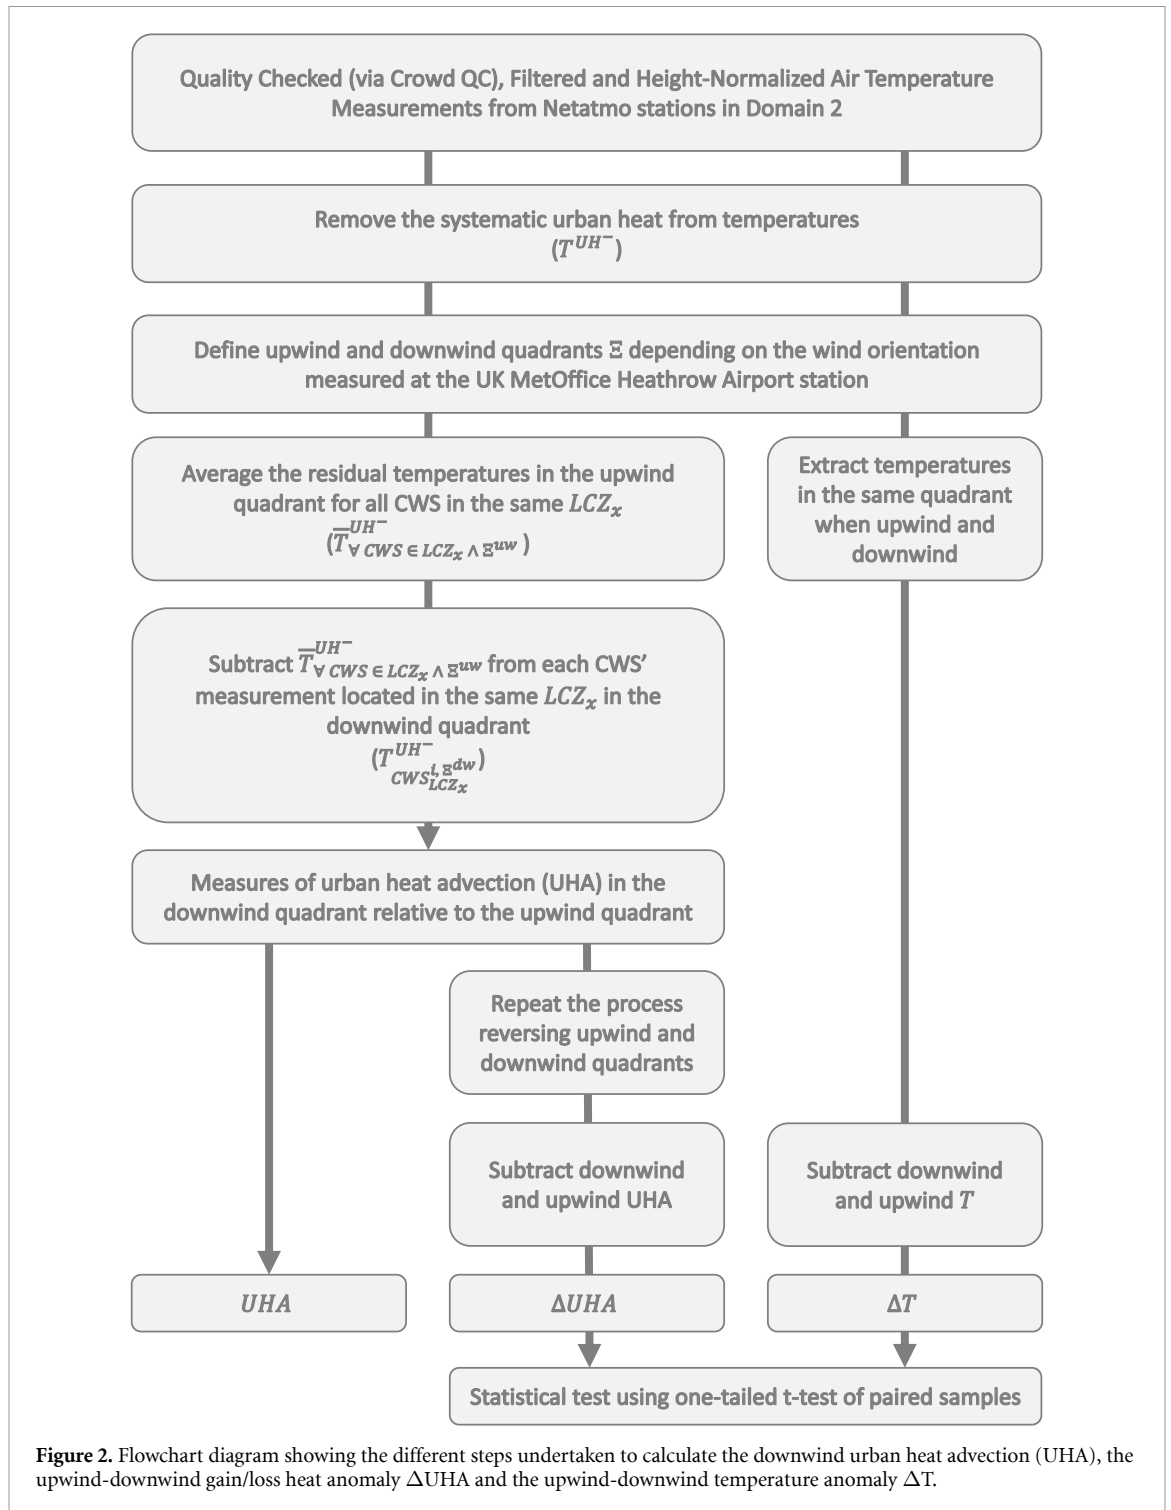 Quality Checked (via Crowd QC), Filtered and Height-Normalized Air Temperature
Measurements from Netatmo stations in Domain 2
Remove the systematic urban heat from temperatures
(T^{UH^-})
Define upwind and downwind quadrants Ξ depending on the wind orientation
measured at the UK MetOffice Heathrow Airport station
Average the residual temperatures in the upwind
quadrant for all CWS in the same LCZ_x
(T̅^{UH^-}_{∀ CWS ∈ LCZ_x ∧ Ξ^{uw}})
Extract temperatures
in the same quadrant
when upwind and
downwind
Subtract T̅^{UH^-}_{∀ CWS ∈ LCZ_x ∧ Ξ^{uw}} from each CWS'
measurement located in the same LCZ_x in the
downwind quadrant
(T^{UH^-}_{CWS^{i, Ξ^{dw}}_{LCZ_x}})
Measures of urban heat advection (UHA) in the
downwind quadrant relative to the upwind quadrant
Repeat the process
reversing upwind and
downwind quadrants
Subtract downwind
and upwind UHA
Subtract downwind
and upwind T
UHA
ΔUHA
ΔT
Statistical test using one-tailed t-test of paired samples
Figure 2. Flowchart diagram showing the different steps undertaken to calculate the downwind urban heat advection (UHA), the
upwind-downwind gain/loss heat anomaly △UHA and the upwind-downwind temperature anomaly △T.